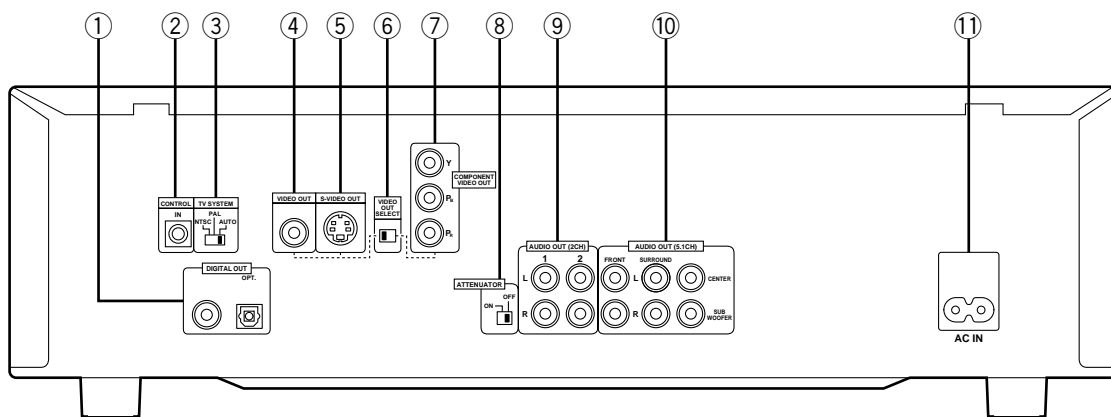 ① ② ③ ④ ⑤ ⑥ ⑦ ⑧ ⑨ ⑩ ⑪
CONTROL
IN
TV SYSTEM
PAL
NTSC AUTO
VIDEO OUT
S-VIDEO OUT
VIDEO
OUT
SELECT
Y
COMPONENT
VIDEO OUT
PB
PR
DIGITAL OUT
OPT.
ATTENUATOR
OFF
ON
AUDIO OUT (2CH)
1 2
L
R
AUDIO OUT (5.1CH)
FRONT SURROUND
L CENTER
R SUB
WOOFER
AC IN